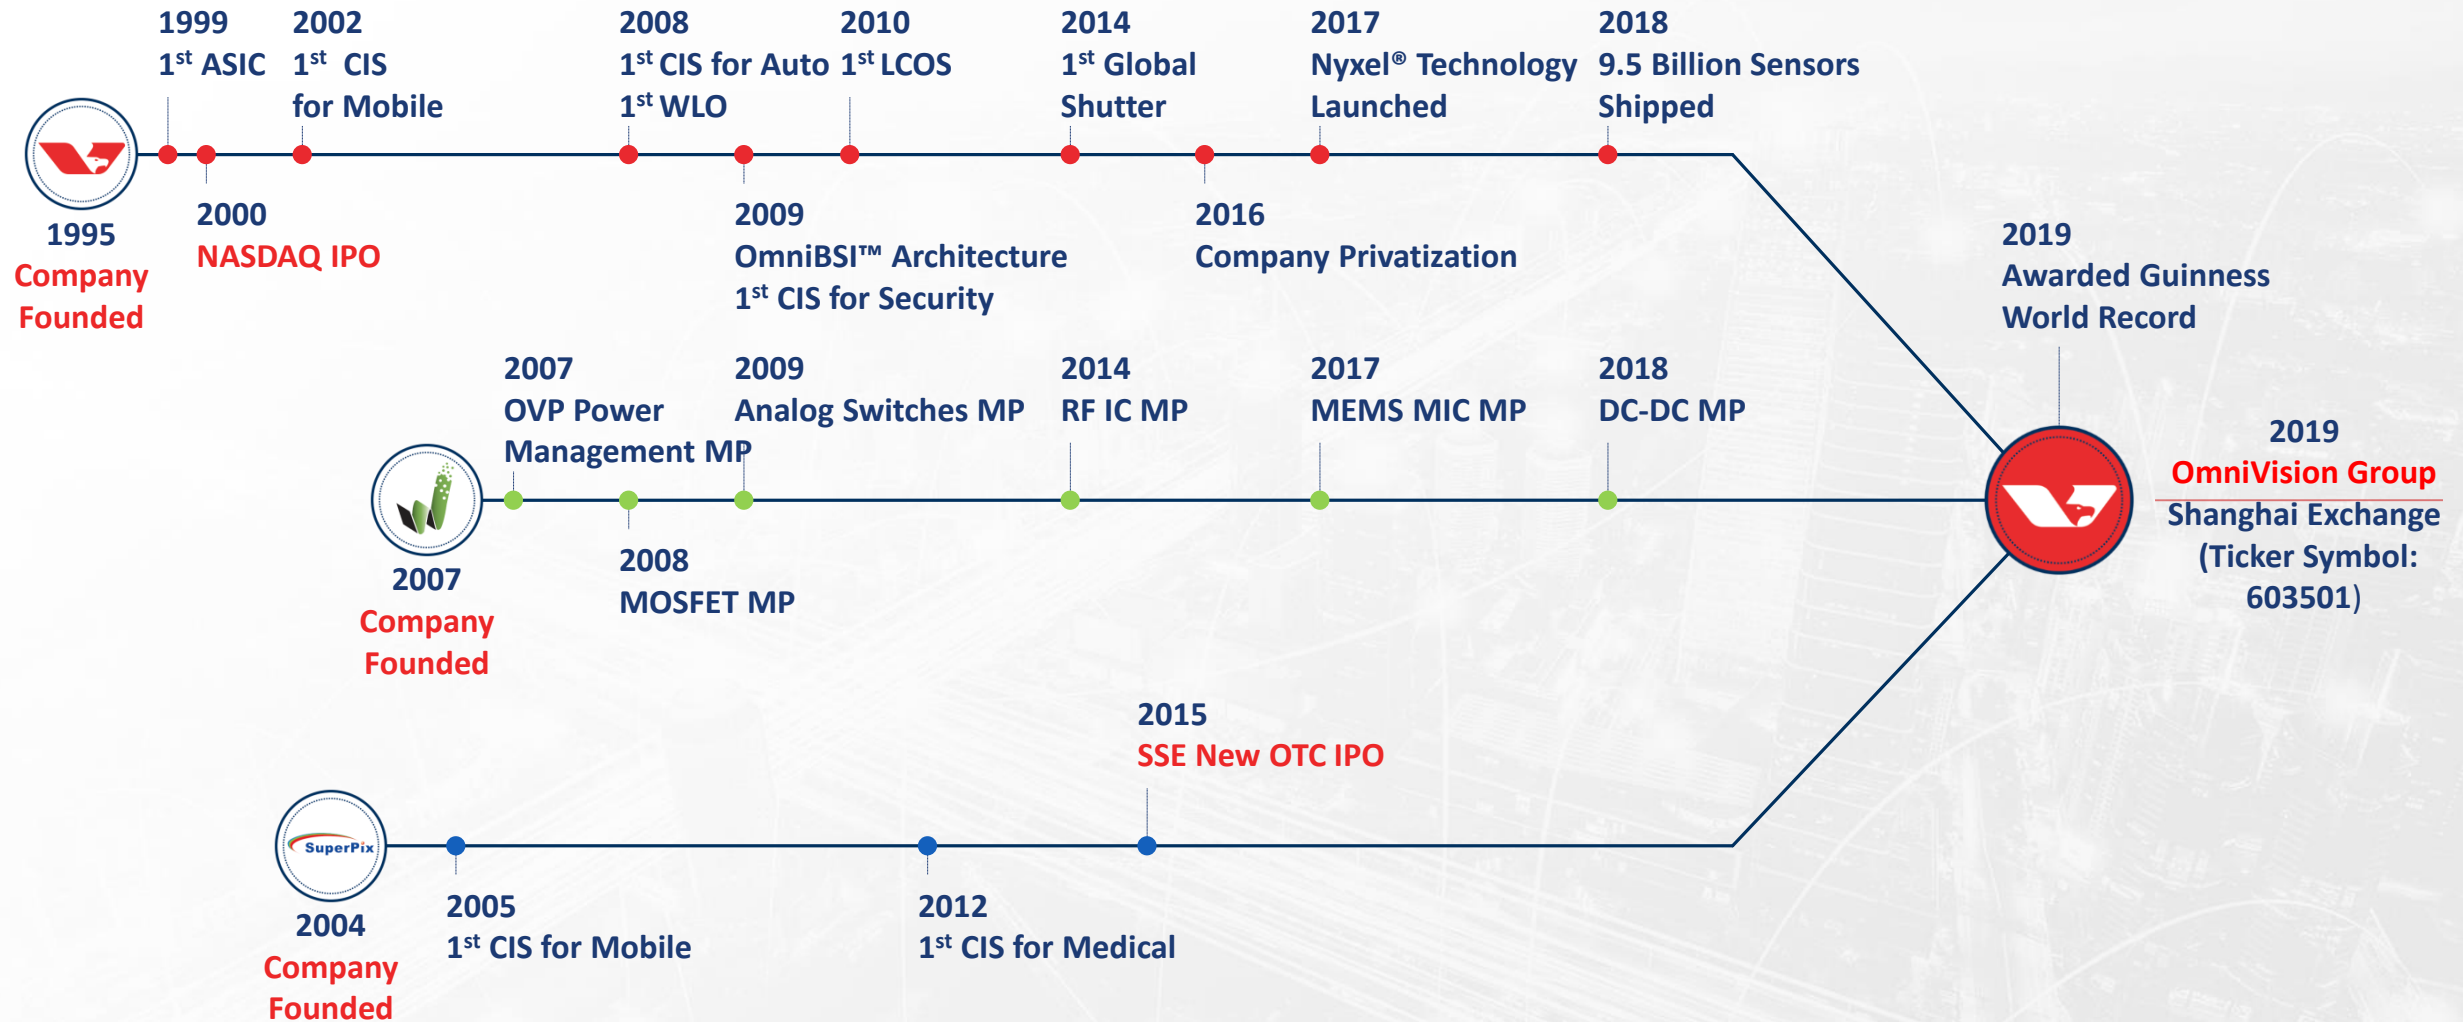 1999
1st ASIC
2002
1st CIS
for Mobile
2008
1st CIS for Auto
1st WLO
2010
1st LCOS
2014
1st Global
Shutter
2017
Nyxel® Technology
Launched
2018
9.5 Billion Sensors
Shipped
1995
Company
Founded
2000
NASDAQ IPO
2009
OmniBSI™ Architecture
1st CIS for Security
2016
Company Privatization
2019
Awarded Guinness
World Record
2007
OVP Power
Management MP
2009
Analog Switches MP
2014
RF IC MP
2017
MEMS MIC MP
2018
DC-DC MP
2007
Company
Founded
2008
MOSFET MP
2019
OmniVision Group
Shanghai Exchange
(Ticker Symbol:
603501)
2015
SSE New OTC IPO
SuperPix
2004
Company
Founded
2005
1st CIS for Mobile
2012
1st CIS for Medical